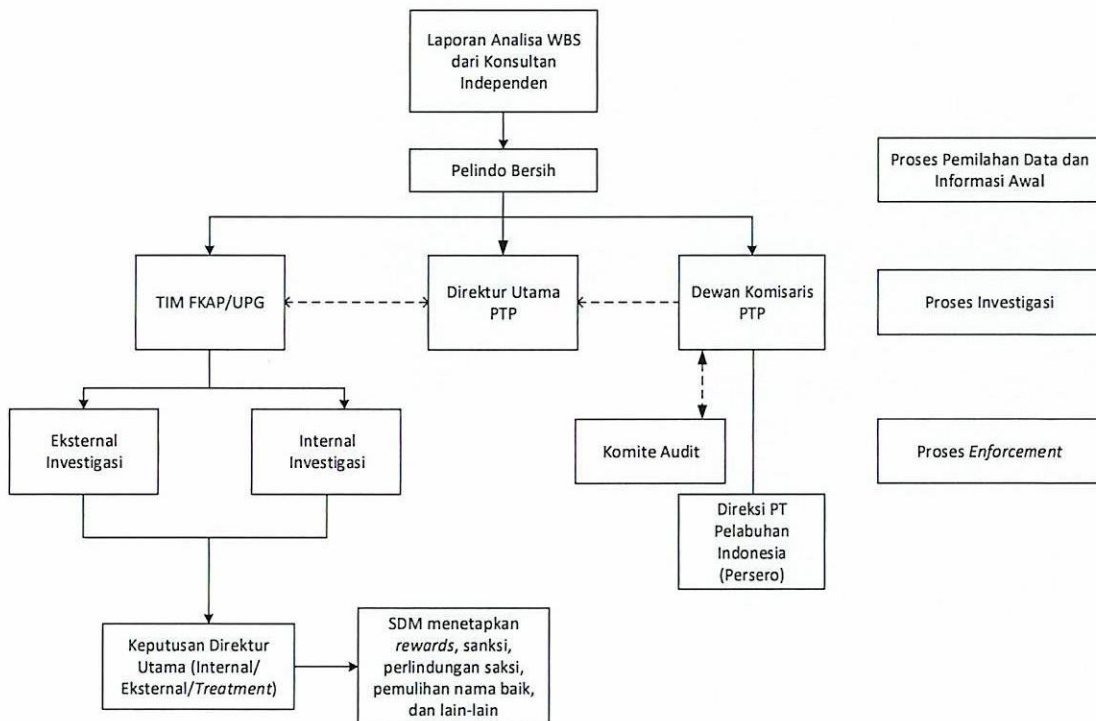 Laporan Analisa WBS
dari Konsultan
Independen
Pelindo Bersih
Proses Pemilahan Data dan
Informasi Awal
TIM FKAP/UPG
Direktur Utama
PTP
Dewan Komisaris
PTP
Proses Investigasi
Eksternal
Investigasi
Internal
Investigasi
Komite Audit
Proses Enforcement
Direksi PT
Pelabuhan
Indonesia
(Persero)
Keputusan Direktur
Utama (Internal/
Eksternal/Treatment)
SDM menetapkan
rewards, sanksi,
perlindungan saksi,
pemulihan nama baik,
dan lain-lain